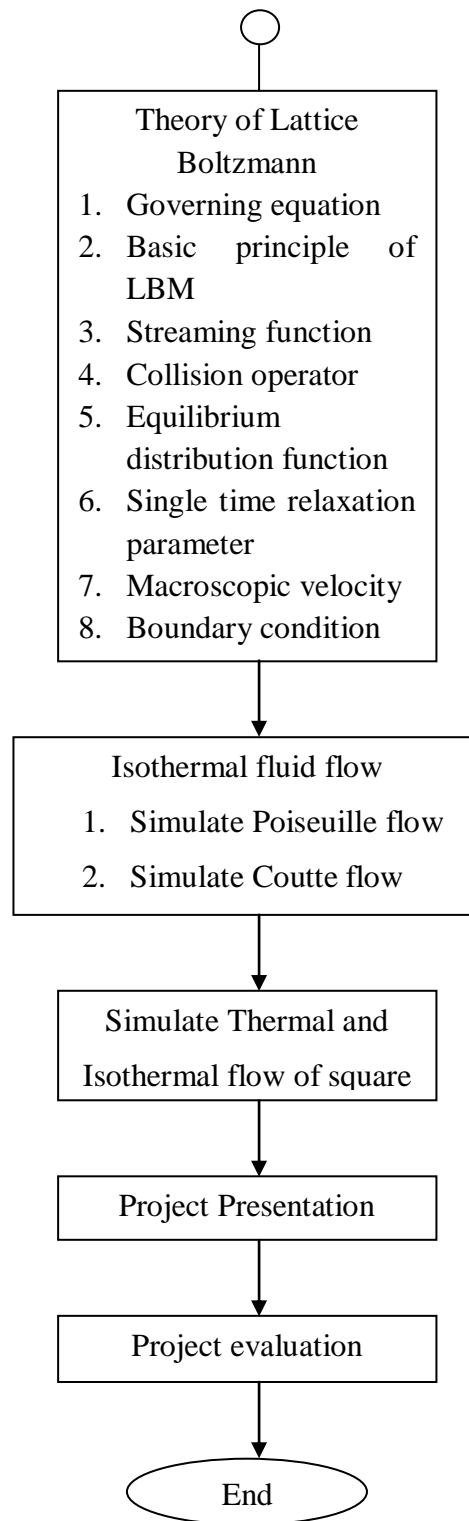 Theory of Lattice
Boltzmann
1. Governing equation
2. Basic principle of
LBM
3. Streaming function
4. Collision operator
5. Equilibrium
distribution function
6. Single time relaxation
parameter
7. Macroscopic velocity
8. Boundary condition
Isothermal fluid flow
1. Simulate Poiseuille flow
2. Simulate Coutte flow
Simulate Thermal and
Isothermal flow of square
Project Presentation
Project evaluation
End